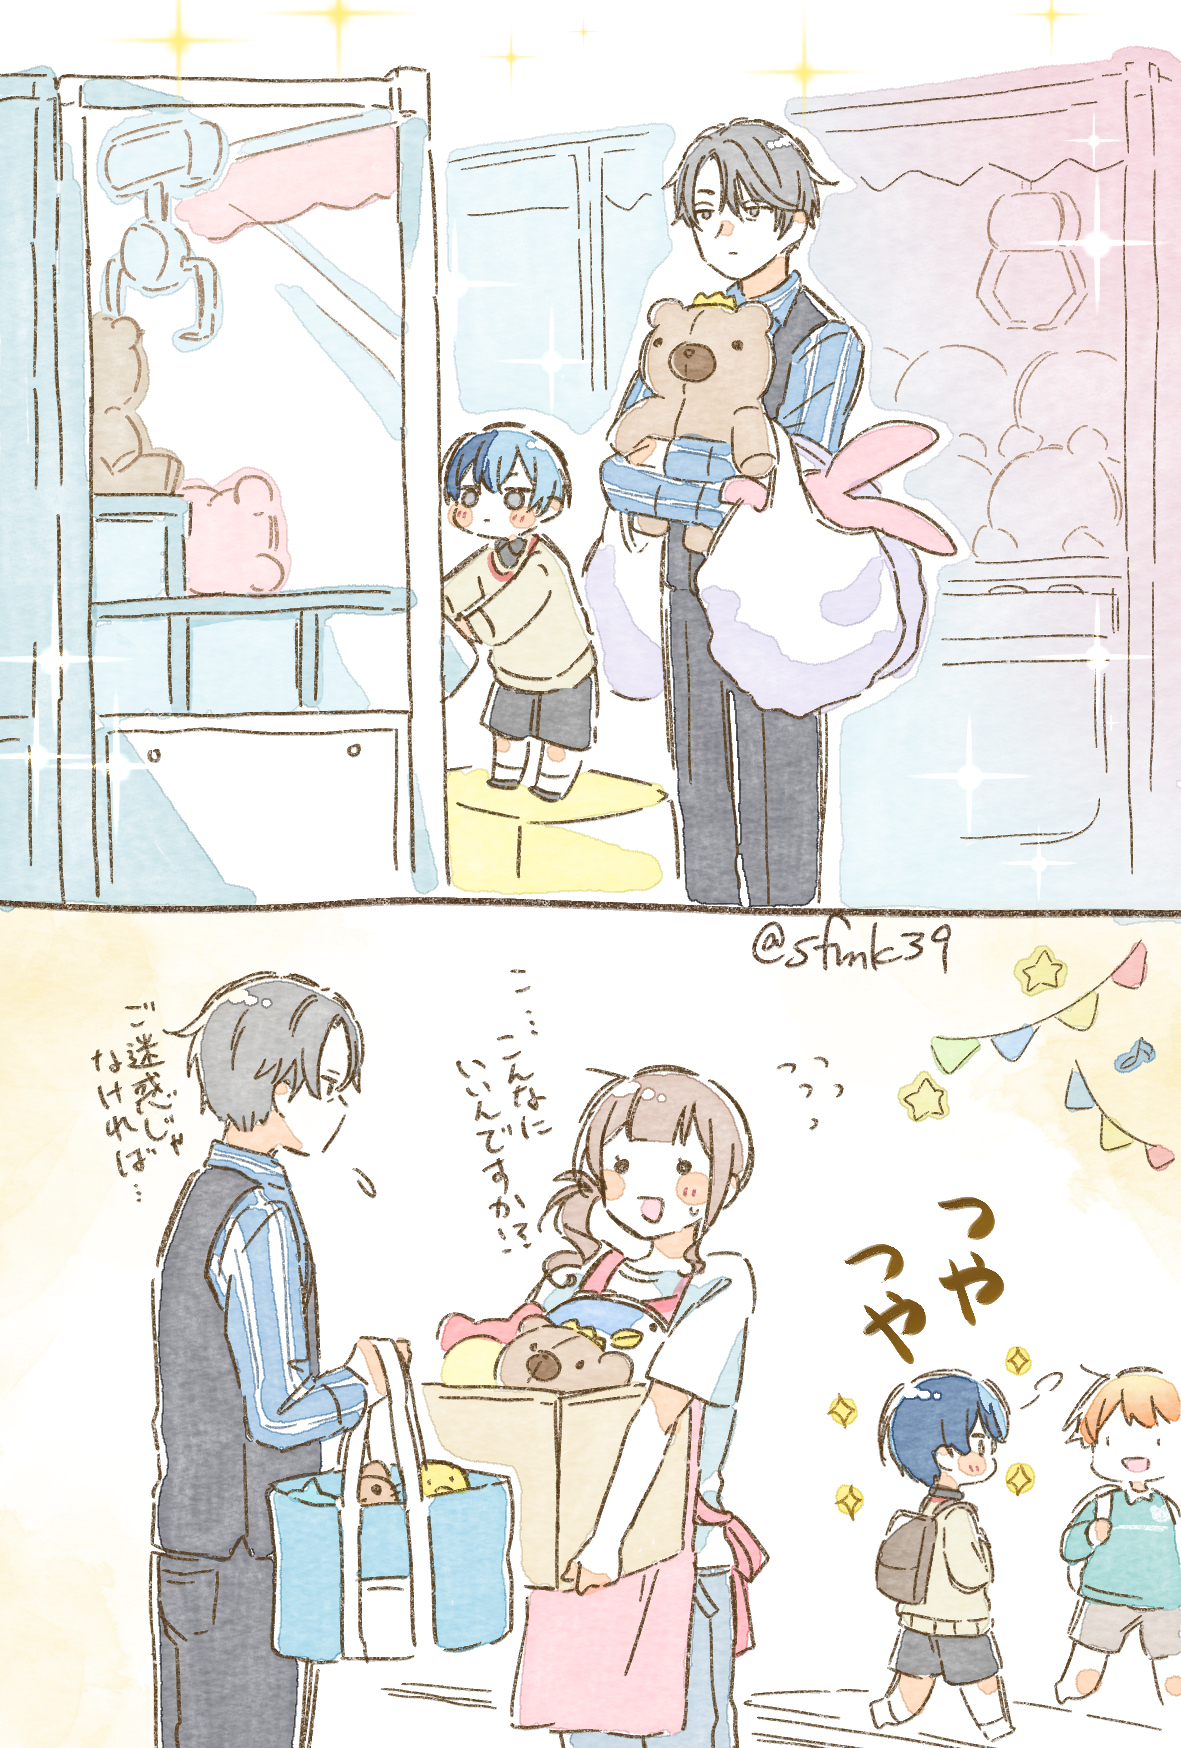 @sfmk39
こ…
こんなに
いいんですか!?
ご迷惑じゃ
なければ…
つや
つや